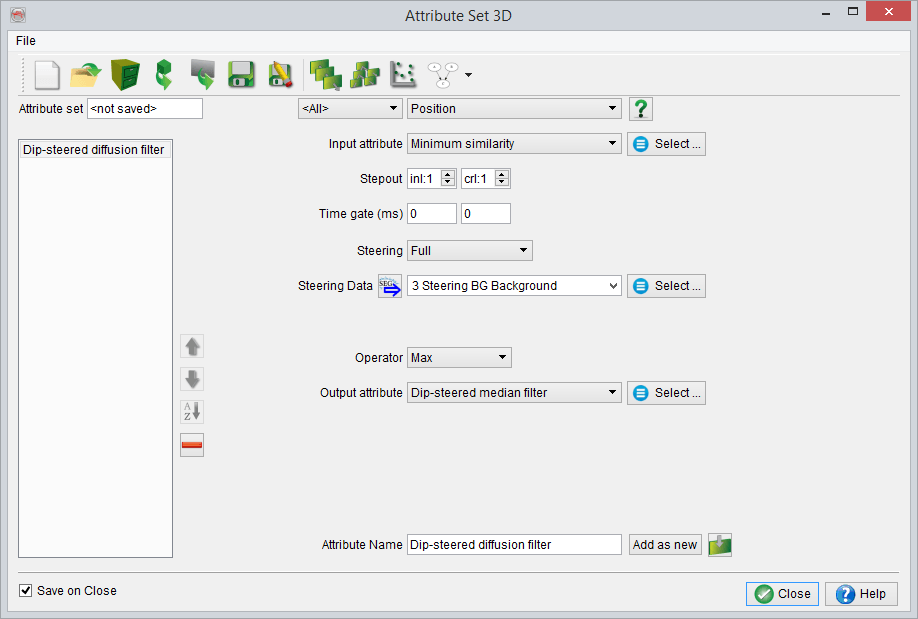 Attribute Set 3D
File
Attribute set <not saved> <All> Position ?
Dip-steered diffusion filter
Input attribute Minimum similarity Select ...
Stepout inl:1 crl:1
Time gate (ms) 0 0
Steering Full
Steering Data SEG 3 Steering BG Background Select ...
Operator Max
A
Z
Output attribute Dip-steered median filter Select ...
Attribute Name Dip-steered diffusion filter Add as new
Save on Close
Close ? Help